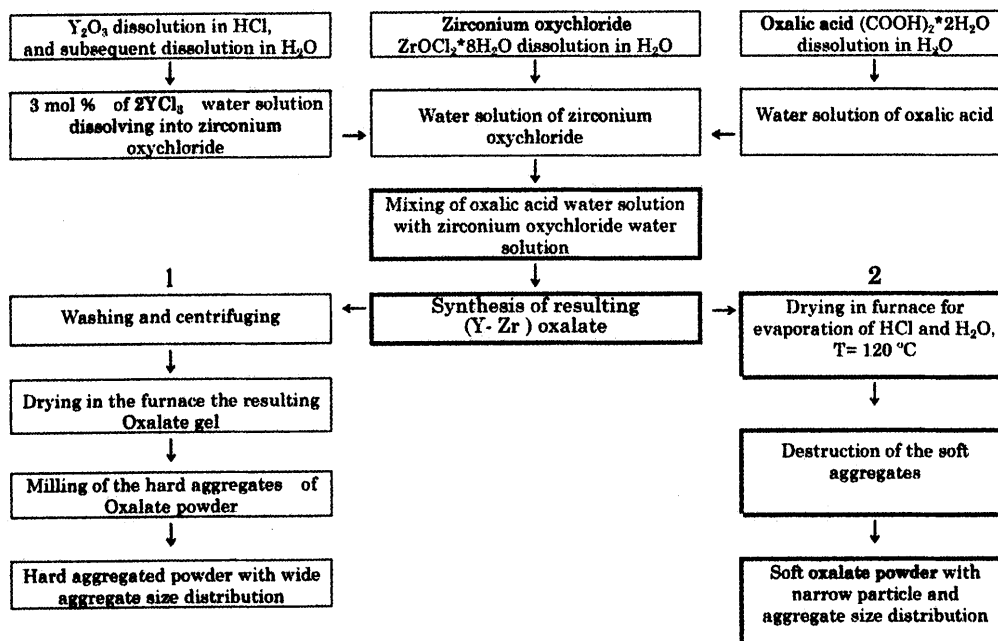 Y₂O₃ dissolution in HCl,
and subsequent dissolution in H₂O
Zirconium oxychloride
ZrOCl₂*8H₂O dissolution in H₂O
Oxalic acid (COOH)₂*2H₂O
dissolution in H₂O
3 mol % of 2YCl₃ water solution
dissolving into zirconium
oxychloride
Water solution of zirconium
oxychloride
Water solution of oxalic acid
Mixing of oxalic acid water solution
with zirconium oxychloride water
solution
1
Washing and centrifuging
Synthesis of resulting
(Y- Zr ) oxalate
2
Drying in furnace for
evaporation of HCl and H₂O,
T= 120 °C
Drying in the furnace the resulting
Oxalate gel
Destruction of the soft
aggregates
Milling of the hard aggregates of
Oxalate powder
Hard aggregated powder with wide
aggregate size distribution
Soft oxalate powder with
narrow particle and
aggregate size distribution